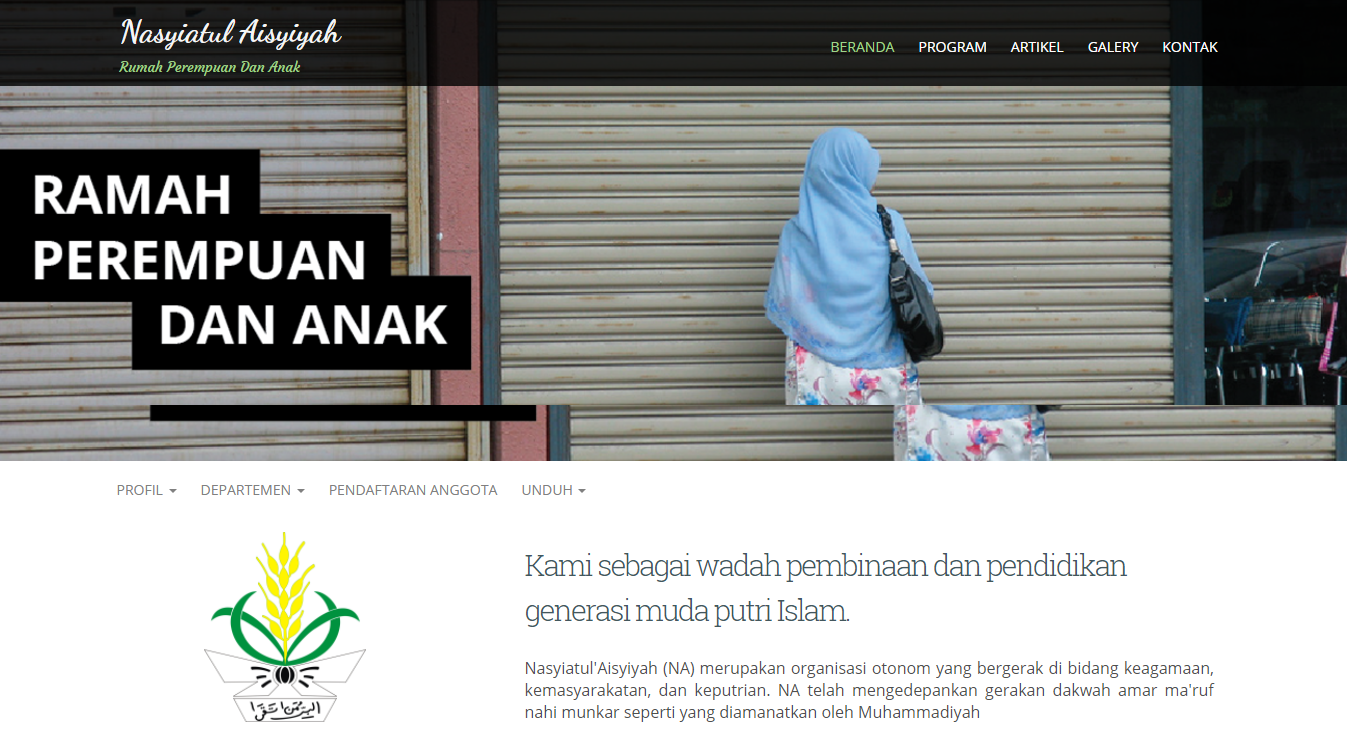 Nasyiatul Aisyiyah
Rumah Perempuan Dan Anak
BERANDA PROGRAM ARTIKEL GALERY KONTAK
RAMAH
PEREMPUAN
DAN ANAK
PROFIL DEPARTEMEN PENDAFTARAN ANGGOTA UNDUH
Kami sebagai wadah pembinaan dan pendidikan
generasi muda putri Islam.
Nasyiatul'Aisyiyah (NA) merupakan organisasi otonom yang bergerak di bidang keagamaan,
kemasyarakatan, dan keputrian. NA telah mengedepankan gerakan dakwah amar ma'ruf
nahi munkar seperti yang diamanatkan oleh Muhammadiyah